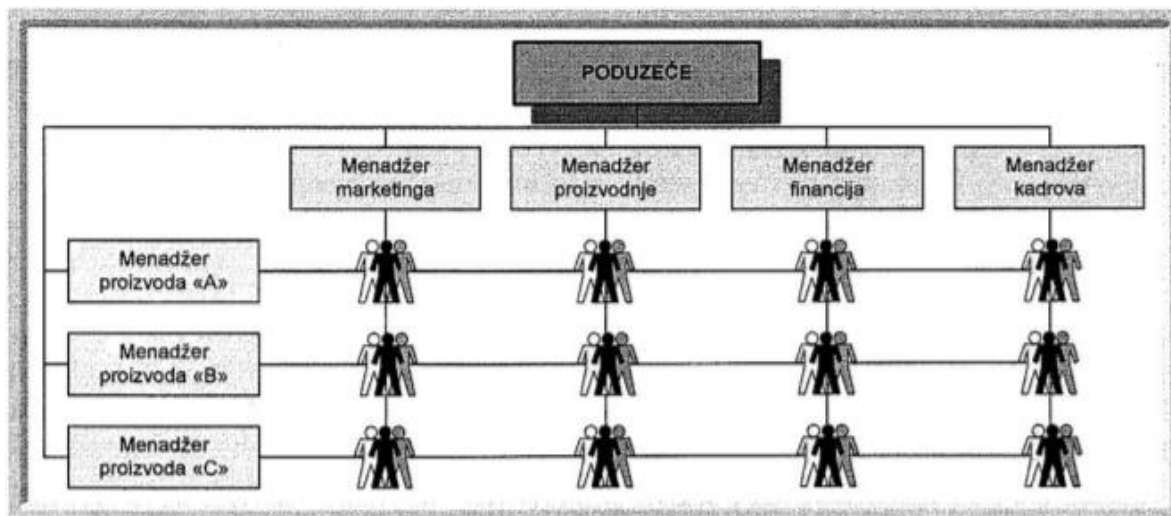 PODUZEĆE
Menadžer
marketinga
Menadžer
proizvodnje
Menadžer
financija
Menadžer
kadrova
Menadžer
proizvoda «A»
Menadžer
proizvoda «B»
Menadžer
proizvoda «C»